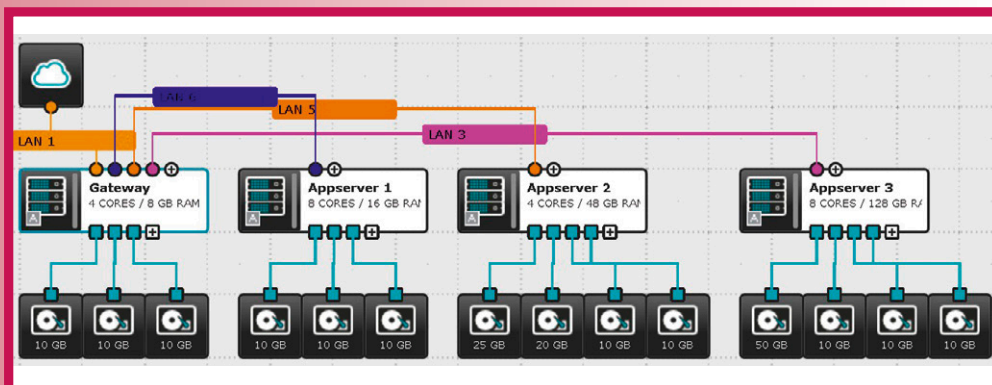 LAN 6
LAN 5
LAN 3
LAN 1
Gateway
4 CORES / 8 GB RAM
A
Appserver 1
8 CORES / 16 GB RAM
A
Appserver 2
4 CORES / 48 GB RAM
A
Appserver 3
8 CORES / 128 GB RA
A
10 GB
10 GB
10 GB
10 GB
10 GB
10 GB
25 GB
20 GB
10 GB
10 GB
50 GB
10 GB
10 GB
10 GB